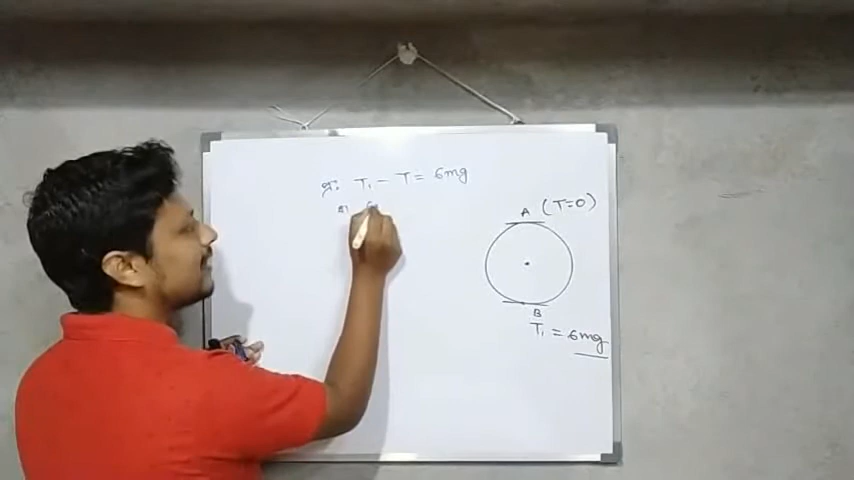 প্র: T₁ - T = 6mg
A (T=0)
B
T₁ = 6mg